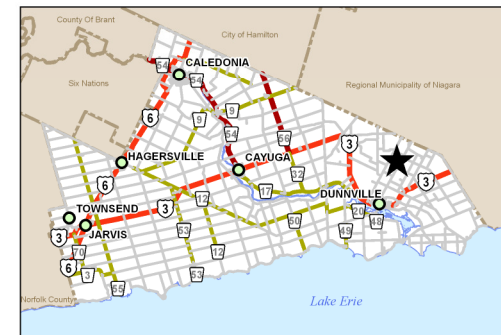 County Of Brant
City of Hamilton
CALEDONIA
54
54
Six Nations
Regional Municipality of Niagara
6
9
9
54
56
3
HAGERSVILLE
CAYUGA
32
3
6
17
DUNNVILLE
TOWNSEND
12
3
20
48
3
JARVIS
53
50
49
70
12
6
3
53
55
Norfolk County
Lake Erie